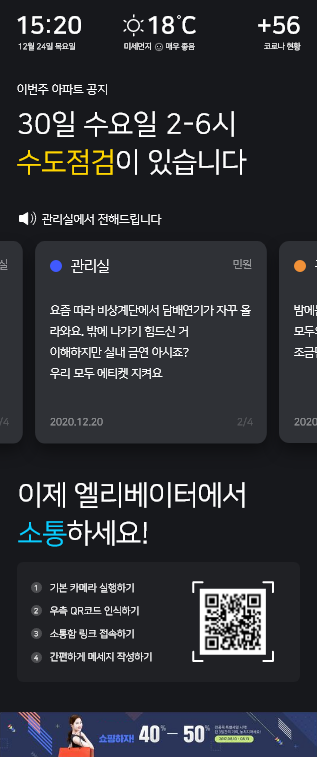 15:20
18℃
+56
12월 24일 목요일
미세먼지 매우 좋음
코로나 현황
이번주 아파트 공지
30일 수요일 2-6시
수도점검이 있습니다
관리실에서 전해드립니다
실
관리실
민원
요즘 따라 비상계단에서 담배연기가 자꾸 올
라와요. 밖에 나가기 힘드신 거
이해하지만 실내 금연 아시죠?
우리 모두 에티켓 지켜요
밤에는
모두의
조금만
/4
2020.12.20
2/4
2020
이제 엘리베이터에서
소통하세요!
1 기본 카메라 실행하기
2 우측 QR코드 인식하기
3 소통함 링크 접속하기
4 간편하게 메세지 작성하기
쇼핑하자! 40% — 50%